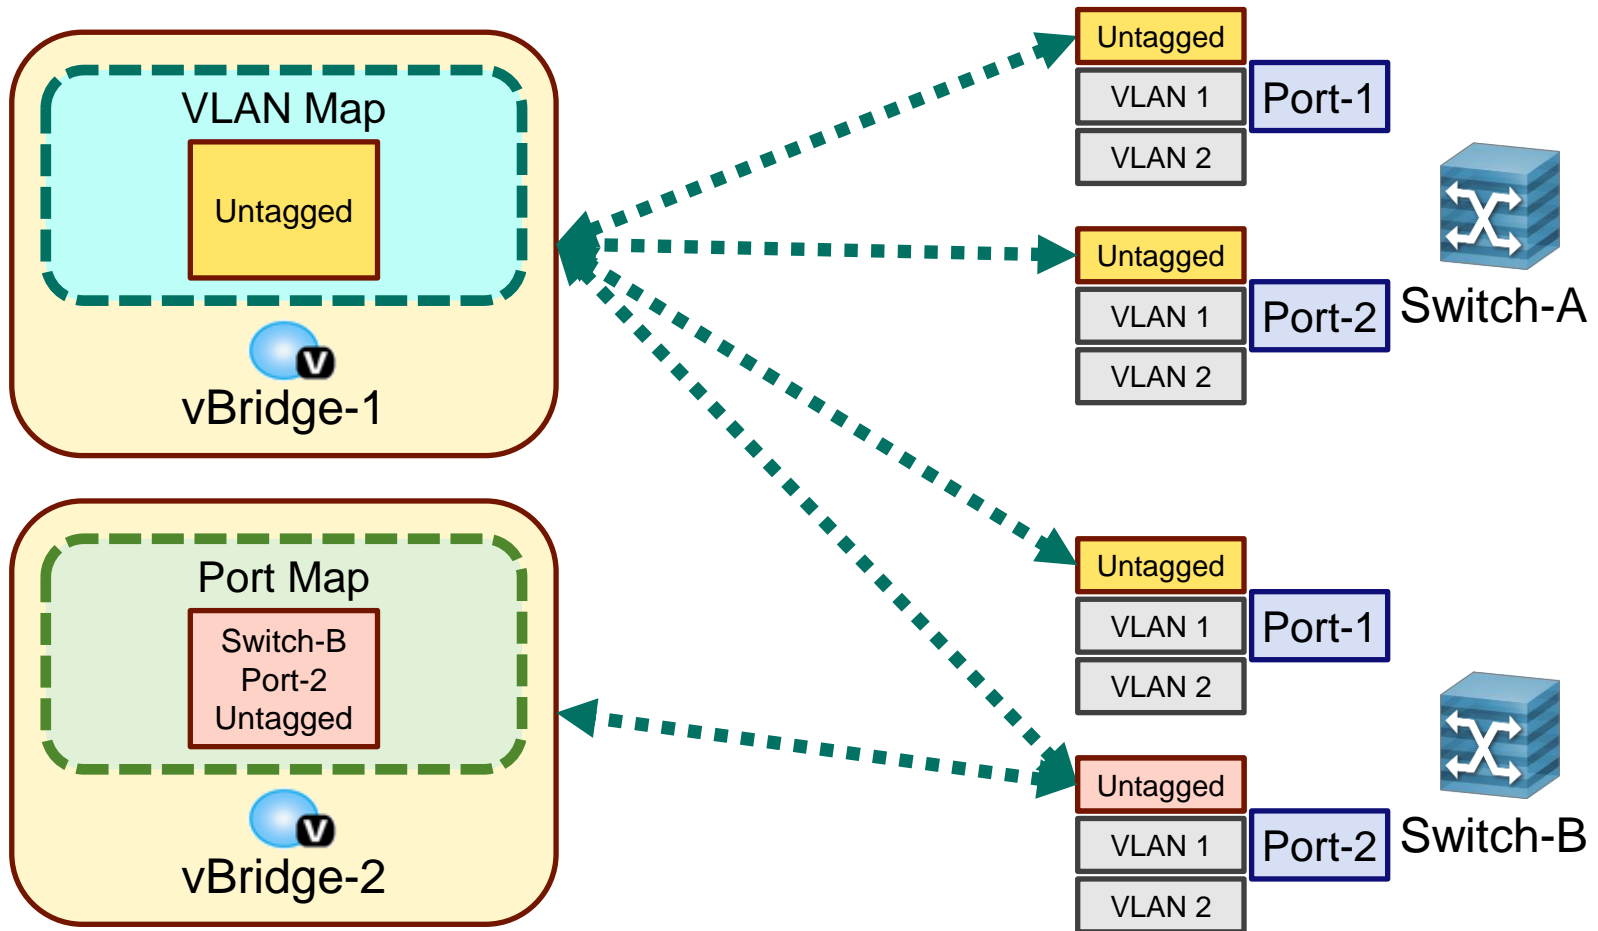 VLAN Map
Untagged
V
vBridge-1
Port Map
Switch-B
Port-2
Untagged
V
vBridge-2
Untagged
VLAN 1
VLAN 2
Port-1
Untagged
VLAN 1
VLAN 2
Port-2
Switch-A
Untagged
VLAN 1
VLAN 2
Port-1
Untagged
VLAN 1
VLAN 2
Port-2
Switch-B